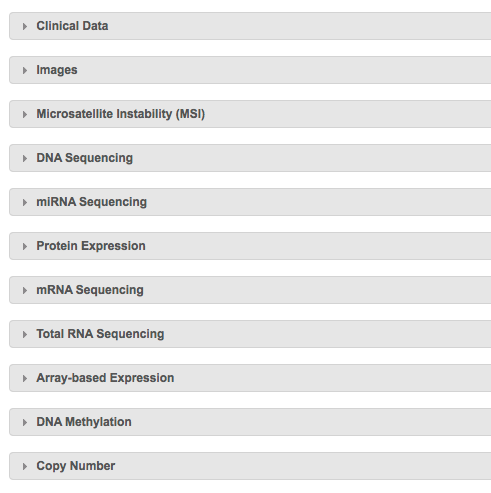 Clinical Data
Images
Microsatellite Instability (MSI)
DNA Sequencing
miRNA Sequencing
Protein Expression
mRNA Sequencing
Total RNA Sequencing
Array-based Expression
DNA Methylation
Copy Number